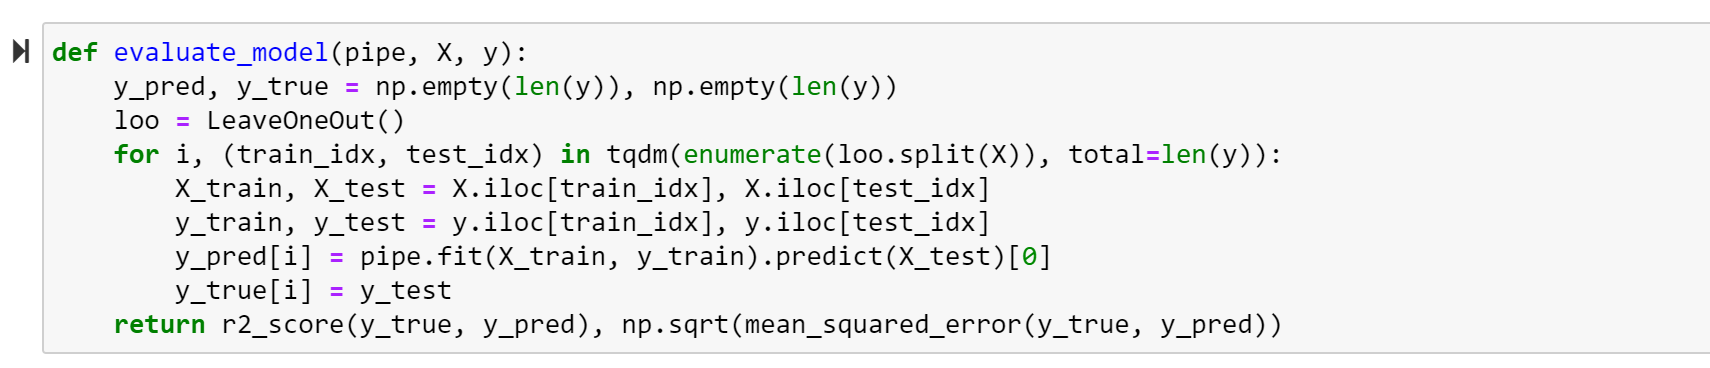 def evaluate_model(pipe, X, y):
    y_pred, y_true = np.empty(len(y)), np.empty(len(y))
    loo = LeaveOneOut()
    for i, (train_idx, test_idx) in tqdm(enumerate(loo.split(X)), total=len(y)):
        X_train, X_test = X.iloc[train_idx], X.iloc[test_idx]
        y_train, y_test = y.iloc[train_idx], y.iloc[test_idx]
        y_pred[i] = pipe.fit(X_train, y_train).predict(X_test)[0]
        y_true[i] = y_test
    return r2_score(y_true, y_pred), np.sqrt(mean_squared_error(y_true, y_pred))